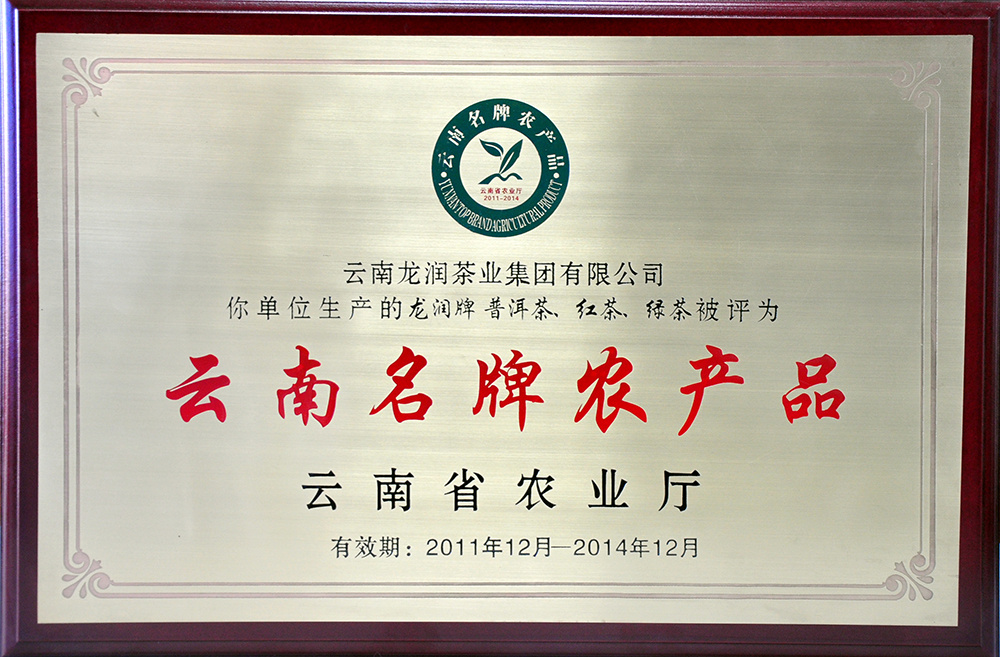 云南名牌农产品
云南省农业厅
2011-2014
YUNNAN TOP BRAND AGRICULTURAL PRODUCT
云南龙润茶业集团有限公司
你单位生产的龙润牌 普洱茶、红茶、绿茶被评为
云南名牌农产品
云南省农业厅
有效期：2011年12月—2014年12月